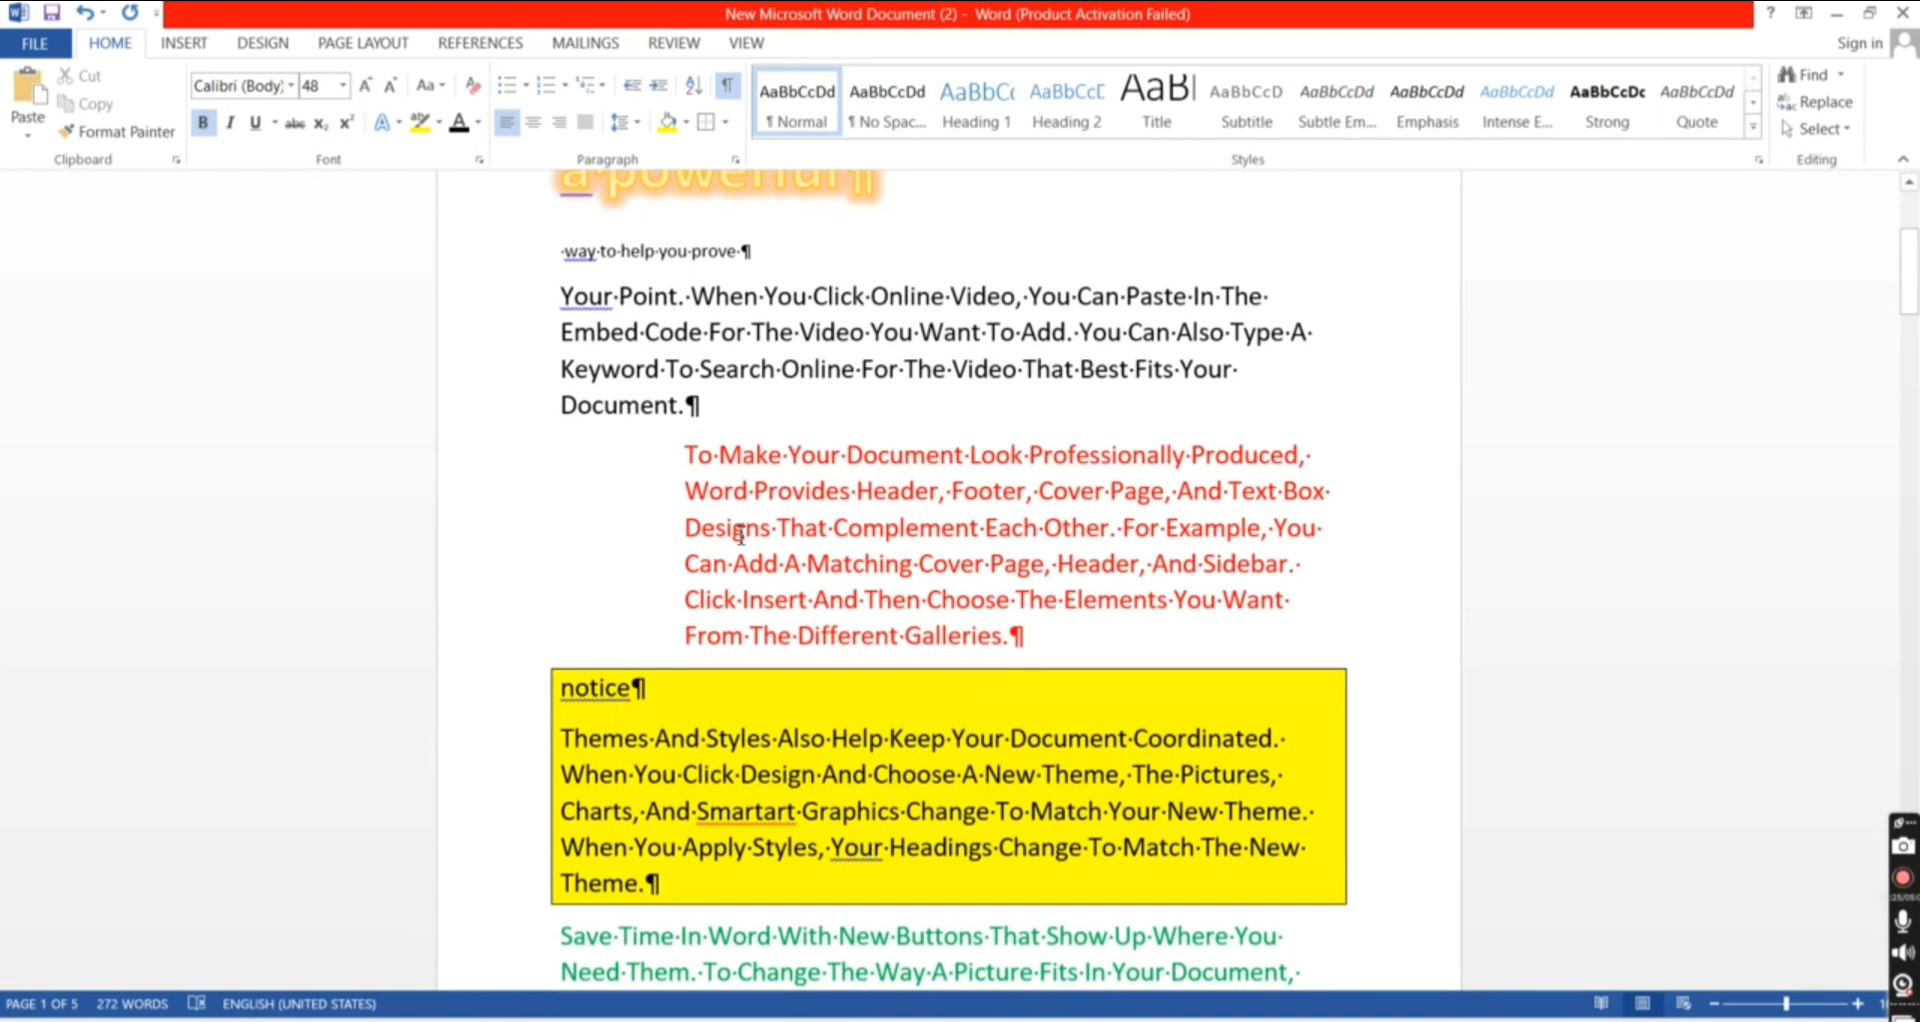 New Microsoft Word Document (2) - Word (Product Activation Failed)
FILE HOME INSERT DESIGN PAGE LAYOUT REFERENCES MAILINGS REVIEW VIEW Sign in
Paste
Cut
Copy
Format Painter
Clipboard
Calibri (Body) 48
Font
Paragraph
AaBbCcDd AaBbCcDd AaBbCc AaBbCcD AaBl AaBbCcD AaBbCcDd AaBbCcDd AaBbCcDd AaBbCcDc AaBbCcDd
¶ Normal ¶ No Spac... Heading 1 Heading 2 Title Subtitle Subtle Em... Emphasis Intense E... Strong Quote
Styles
Find
Replace
Select
Editing
a·powerful¶
·way·to·help·you·prove·¶
Your·Point.·When·You·Click·Online·Video,·You·Can·Paste·In·The·
Embed·Code·For·The·Video·You·Want·To·Add.·You·Can·Also·Type·A·
Keyword·To·Search·Online·For·The·Video·That·Best·Fits·Your·
Document.¶
To·Make·Your·Document·Look·Professionally·Produced,·
Word·Provides·Header,·Footer,·Cover·Page,·And·Text·Box·
Designs·That·Complement·Each·Other.·For·Example,·You·
Can·Add·A·Matching·Cover·Page,·Header,·And·Sidebar.·
Click·Insert·And·Then·Choose·The·Elements·You·Want·
From·The·Different·Galleries.¶
notice¶
Themes·And·Styles·Also·Help·Keep·Your·Document·Coordinated.·
When·You·Click·Design·And·Choose·A·New·Theme,·The·Pictures,·
Charts,·And·Smartart·Graphics·Change·To·Match·Your·New·Theme.·
When·You·Apply·Styles,·Your·Headings·Change·To·Match·The·New·
Theme.¶
Save·Time·In·Word·With·New·Buttons·That·Show·Up·Where·You·
Need·Them.·To·Change·The·Way·A·Picture·Fits·In·Your·Document,·
PAGE 1 OF 5 272 WORDS ENGLISH (UNITED STATES)